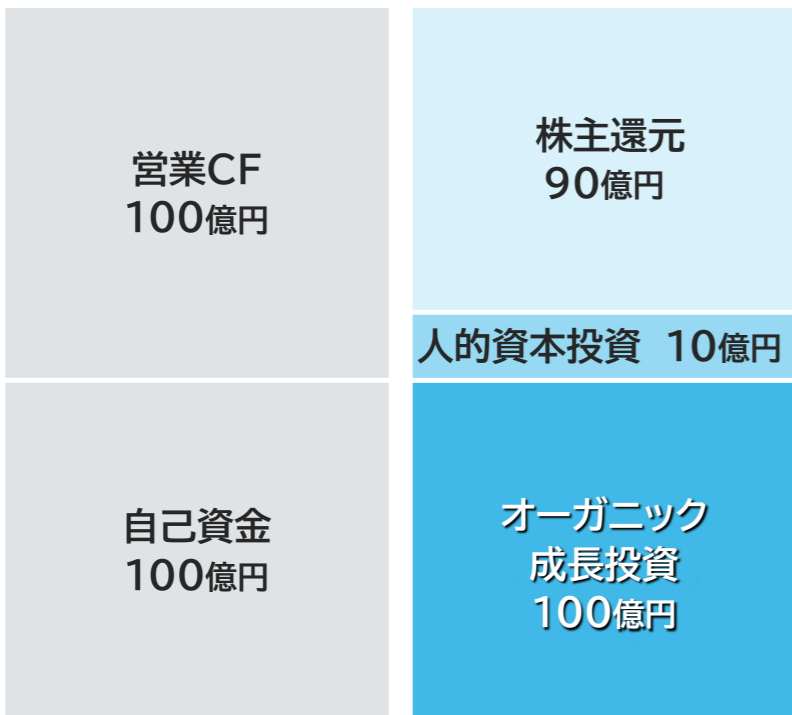 営業CF
100億円
株主還元
90億円
人的資本投資 10億円
自己資金
100億円
オーガニック
成長投資
100億円